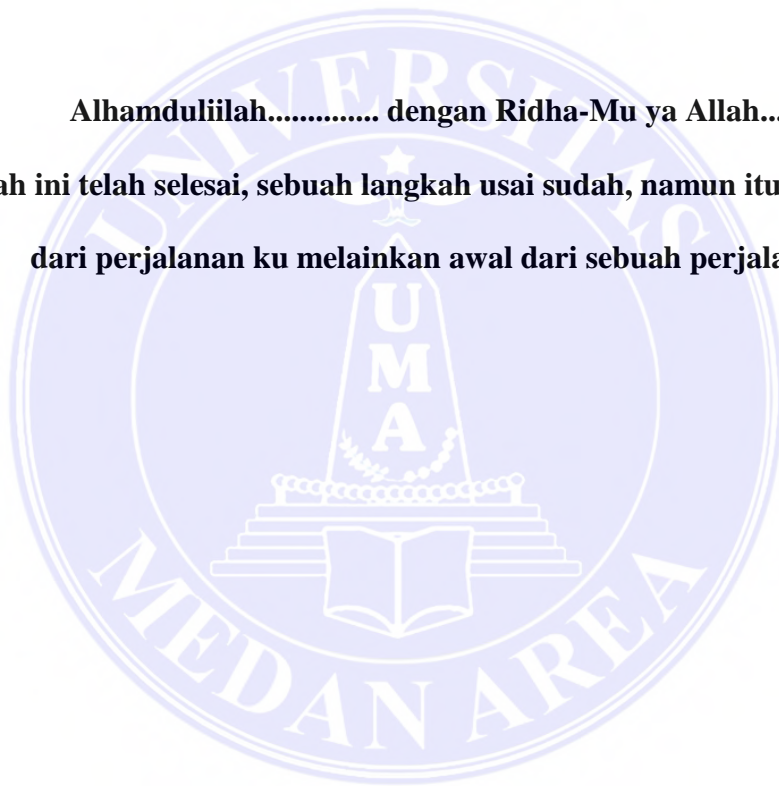 UNIVERSITAS
Alhamduliilah.............. dengan Ridha-Mu ya Allah...
ah ini telah selesai, sebuah langkah usai sudah, namun itu
dari perjalanan ku melainkan awal dari sebuah perjala
U
M
A
MEDAN AREA